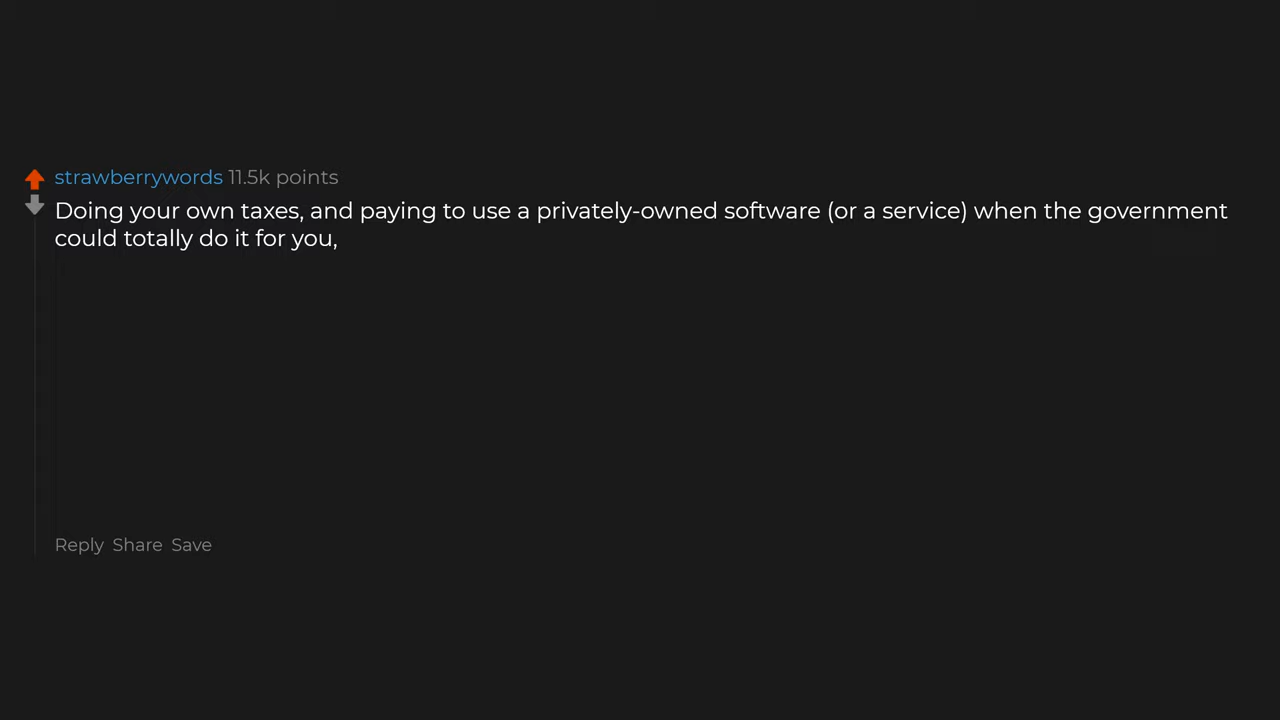 strawberrywords 11.5k points
Doing your own taxes, and paying to use a privately-owned software (or a service) when the government
could totally do it for you,
Reply Share Save